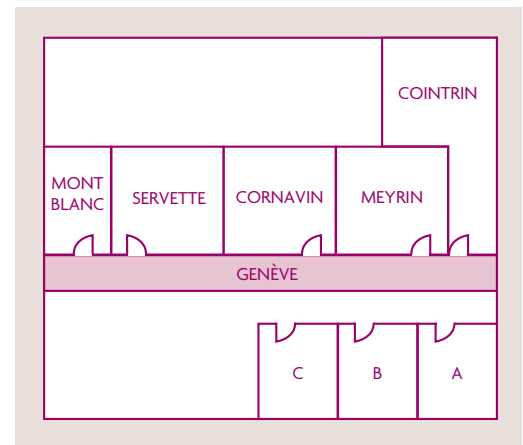 COINTRIN
MONT
BLANC
SERVETTE
CORNAVIN
MEYRIN
GENÈVE
C
B
A